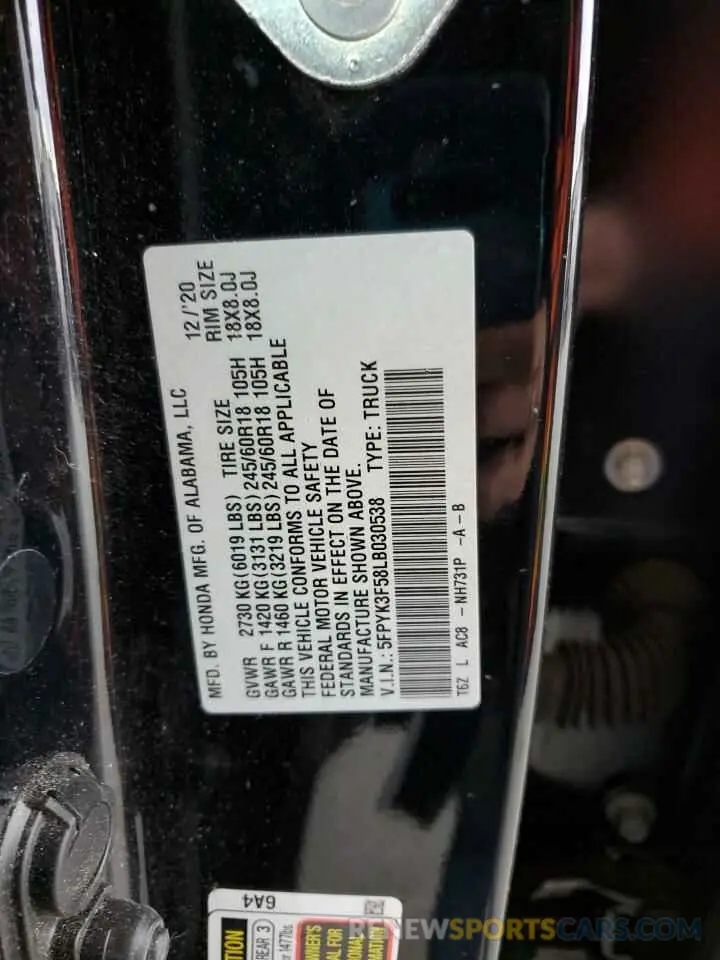 MFD. BY HONDA MFG. OF ALABAMA, LLC 12/'20
GVWR 2730 KG(6019 LBS) TIRE SIZE RIM SIZE
GAWR F 1420 KG(3131 LBS) 245/60R18 105H 18X8.0J
GAWR R 1460 KG(3219 LBS) 245/60R18 105H 18X8.0J
THIS VEHICLE CONFORMS TO ALL APPLICABLE
FEDERAL MOTOR VEHICLE SAFETY
STANDARDS IN EFFECT ON THE DATE OF
MANUFACTURE SHOWN ABOVE.
V.I.N.: 5FPYK3F58LB030538 TYPE: TRUCK
T6Z L AC8 -NH731P -A-B
6A4
REAR 3
RENEWSPORTSCARS.COM